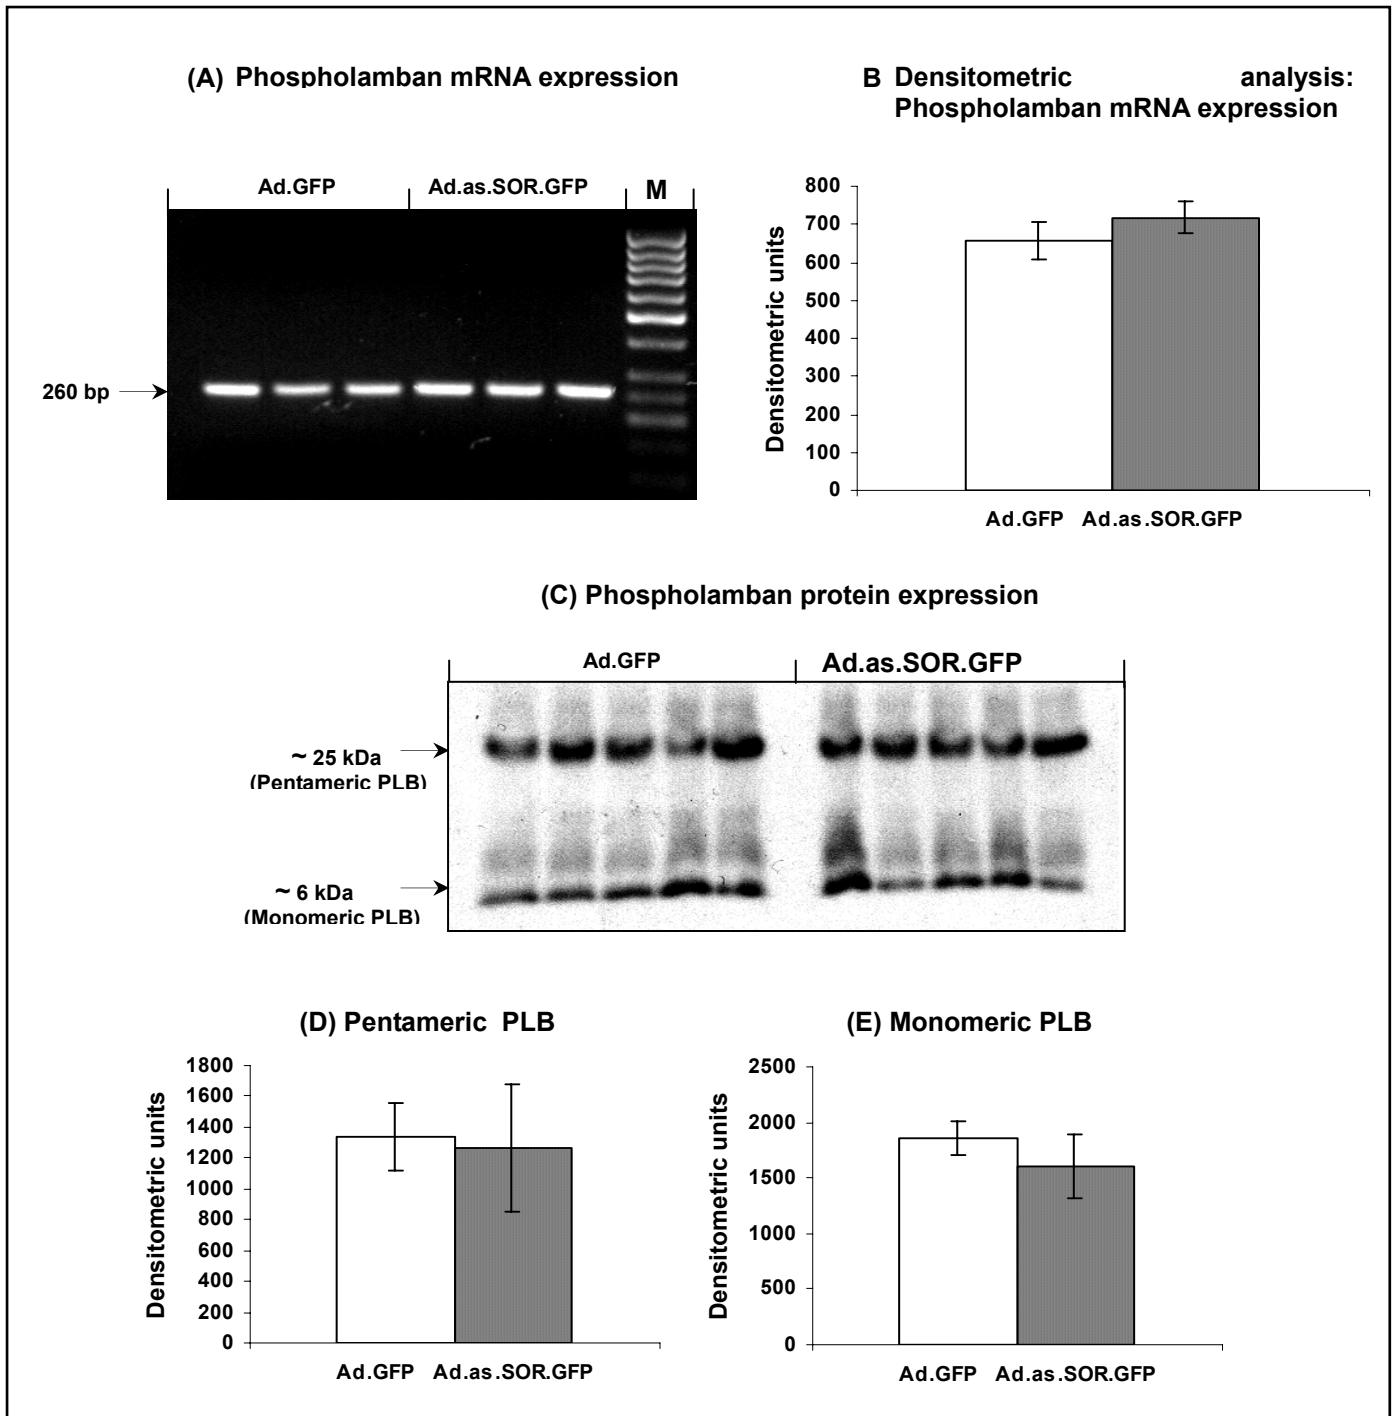 (A) Phospholamban mRNA expression
B Densitometric analysis:
Phospholamban mRNA expression
Ad.GFP Ad.as.SOR.GFP M
260 bp
Densitometric units
800
700
600
500
400
300
200
100
0
Ad.GFP Ad.as.SOR.GFP
(C) Phospholamban protein expression
Ad.GFP Ad.as.SOR.GFP
~ 25 kDa
(Pentameric PLB)
~ 6 kDa
(Monomeric PLB)
(D) Pentameric PLB
Densitometric units
1800
1600
1400
1200
1000
800
600
400
200
0
Ad.GFP Ad.as.SOR.GFP
(E) Monomeric PLB
Densitometric units
2500
2000
1500
1000
500
0
Ad.GFP Ad.as.SOR.GFP